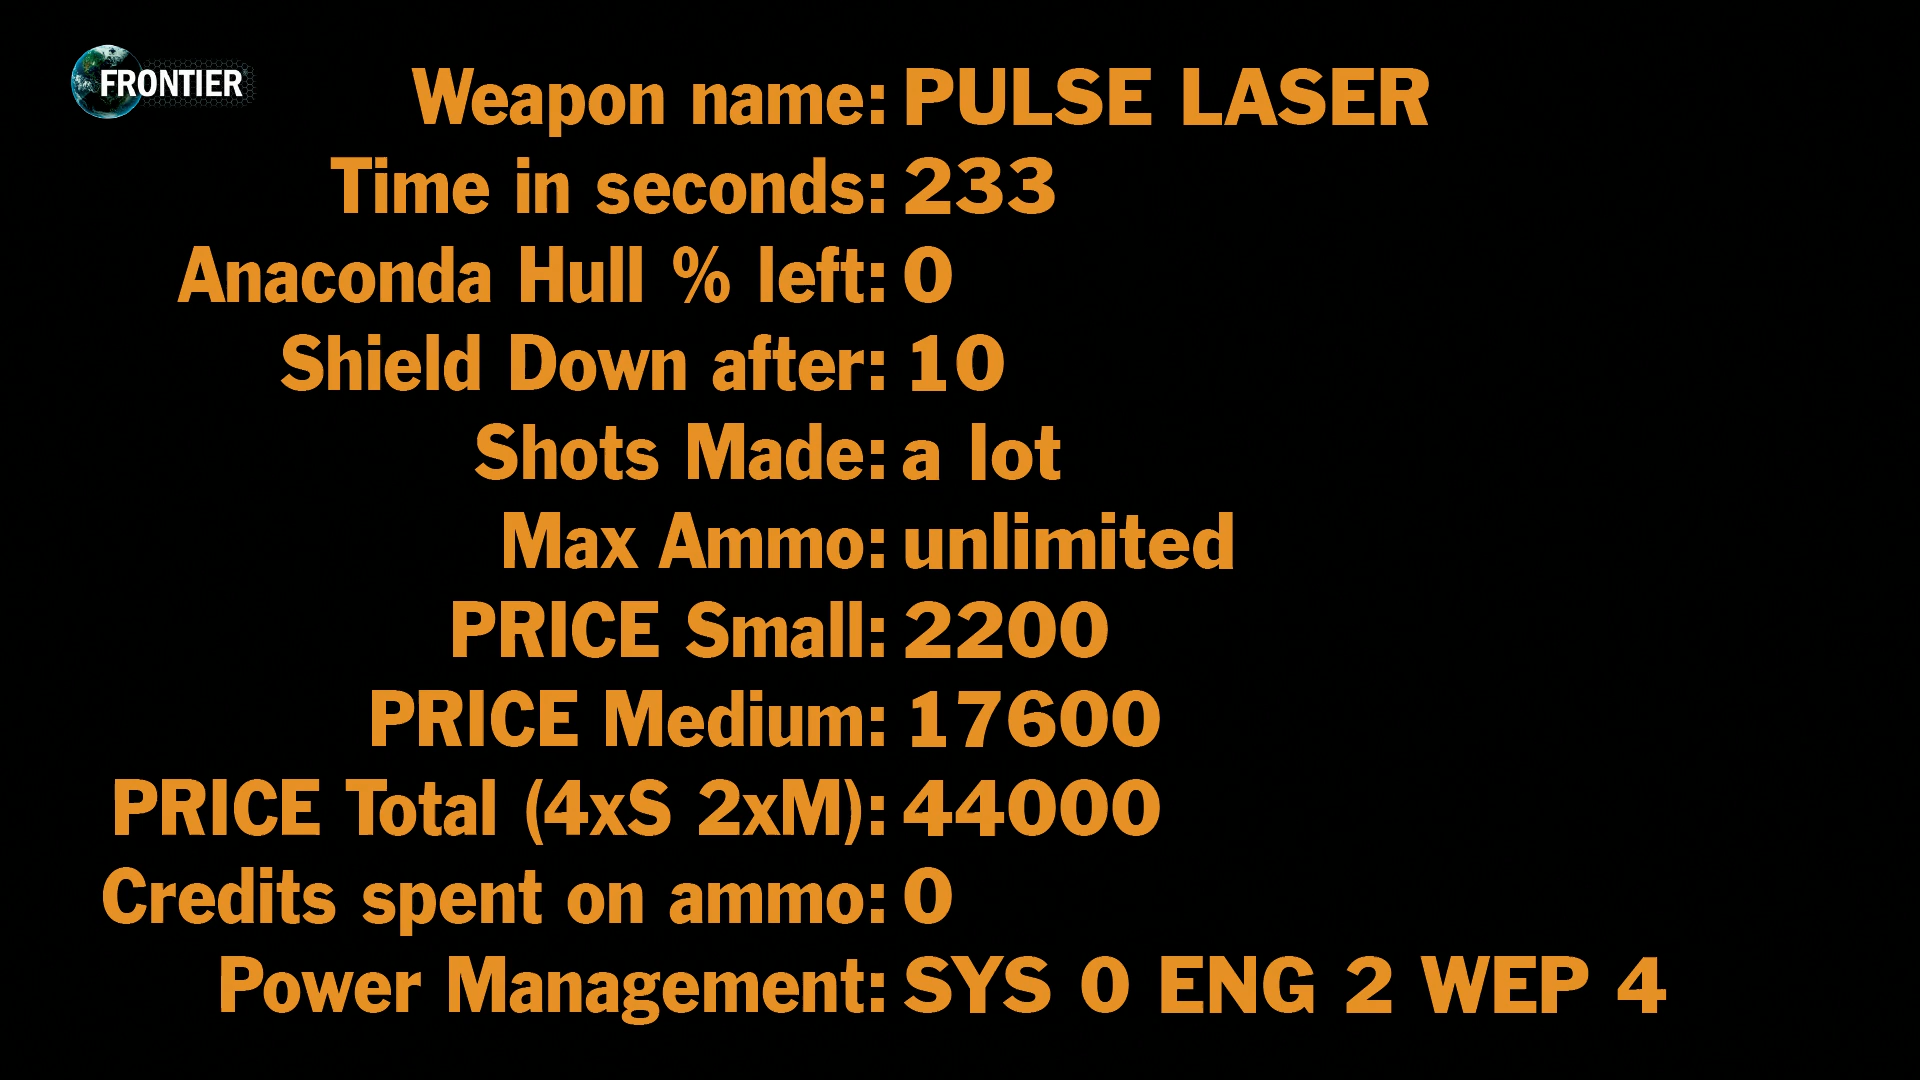 FRONTIER
Weapon name: PULSE LASER
Time in seconds: 233
Anaconda Hull % left: 0
Shield Down after: 10
Shots Made: a lot
Max Ammo: unlimited
PRICE Small: 2200
PRICE Medium: 17600
PRICE Total (4xS 2xM): 44000
Credits spent on ammo: 0
Power Management: SYS 0 ENG 2 WEP 4